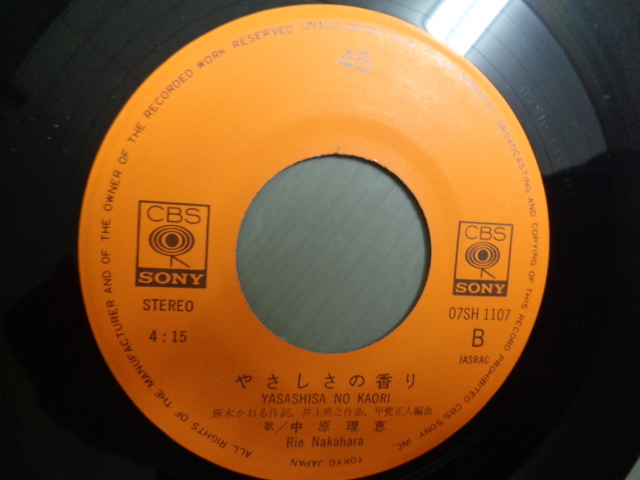 45
CBS
SONY
STEREO
4:15
CBS
SONY
07SH 1107
B
JASRAC
やさしさの香り
YASASHISA NO KAORI
麻木かおる作詞、井上堯之作曲、甲斐正人編曲
歌/中原理恵
Rie Nakahara
ALL RIGHTS OF THE MANUFACTURER AND OF THE OWNER OF THE RECORDED WORK RESERVED UNAUTHORIZED BROADCASTING AND COPYING OF THIS RECORD PROHIBITED CBS/SONY INC.
TOKYO JAPAN